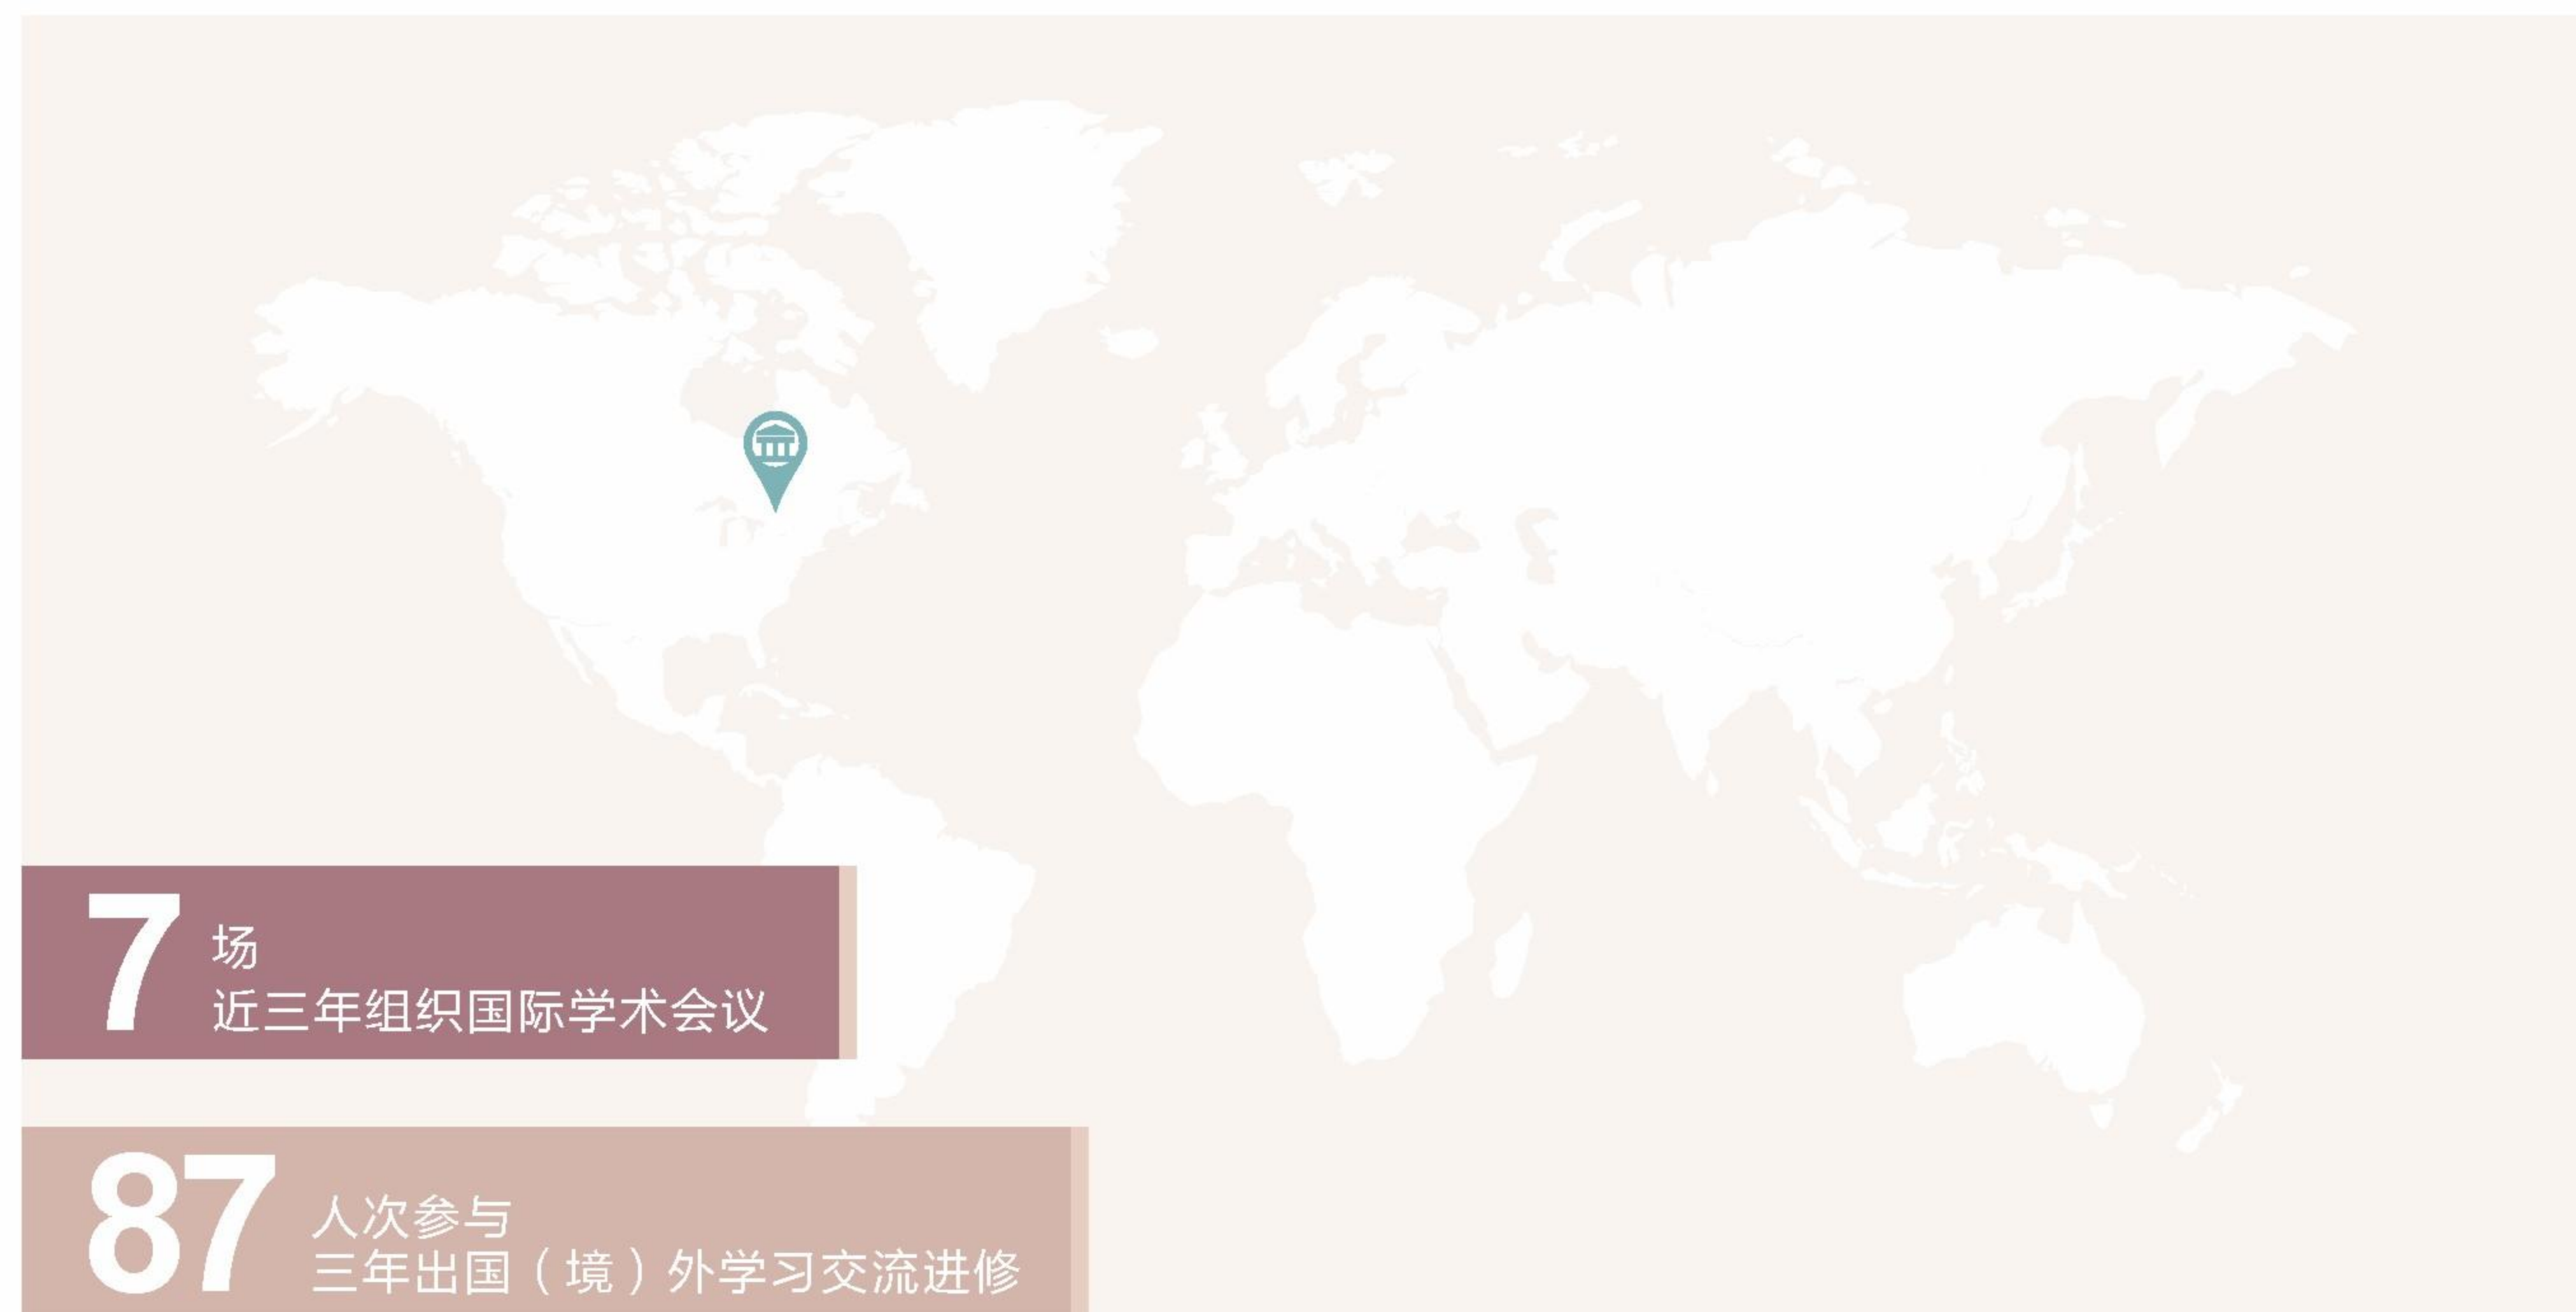 7 场
近三年组织国际学术会议
87 人次参与
三年出国（境）外学习交流进修